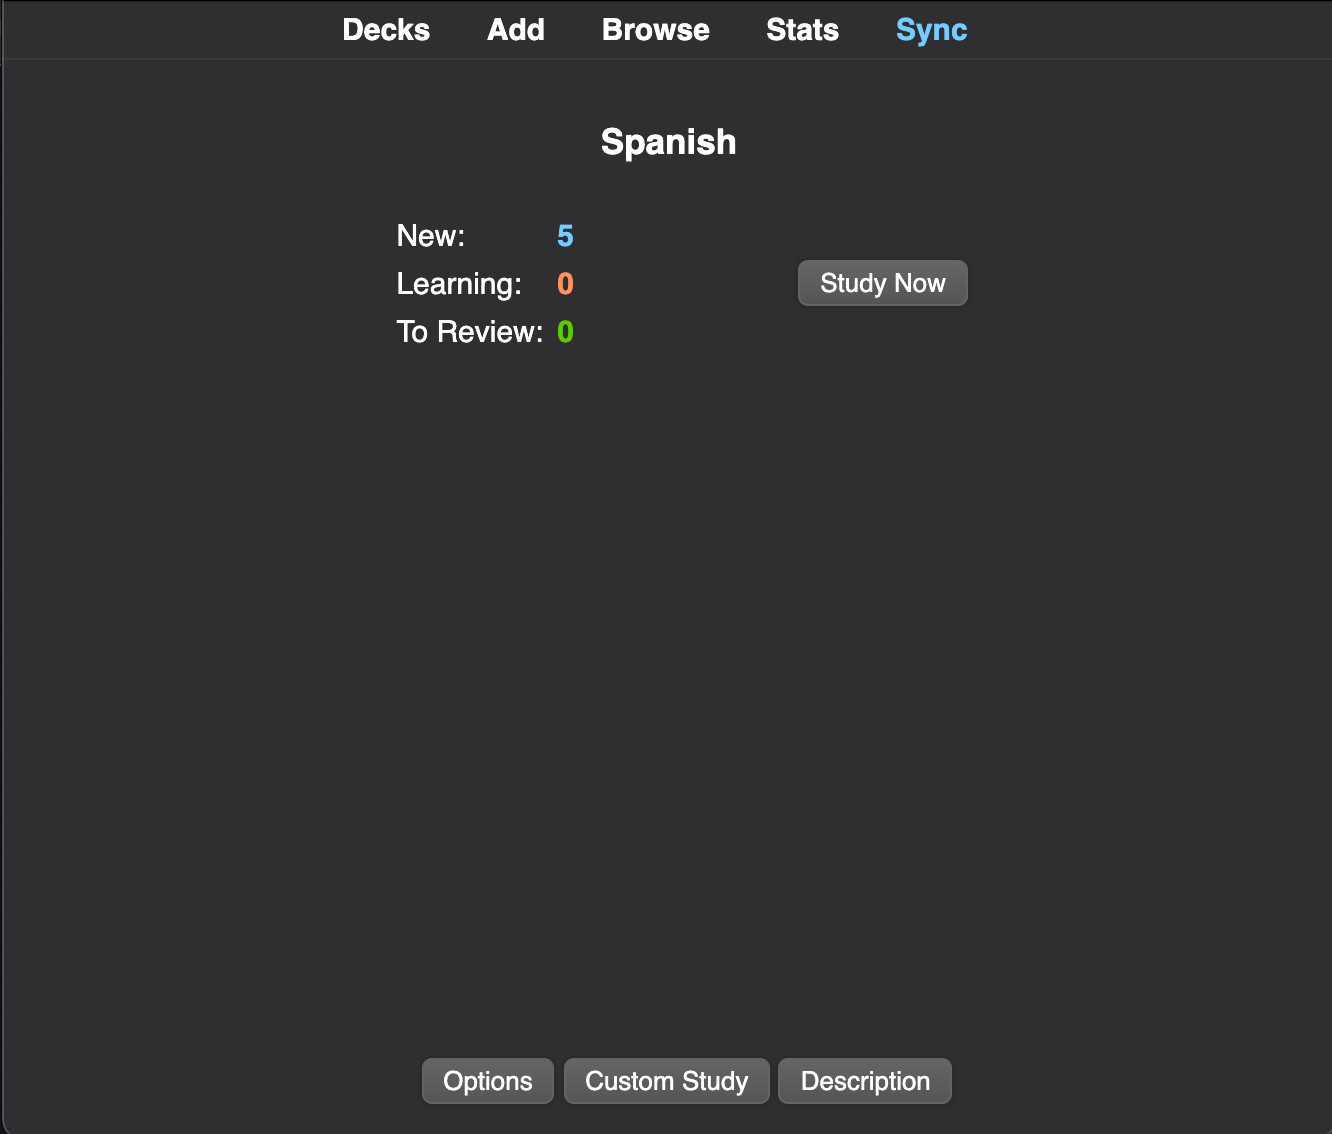 Decks Add Browse Stats Sync
Spanish
New: 5
Learning: 0
Study Now
To Review: 0
Options Custom Study Description